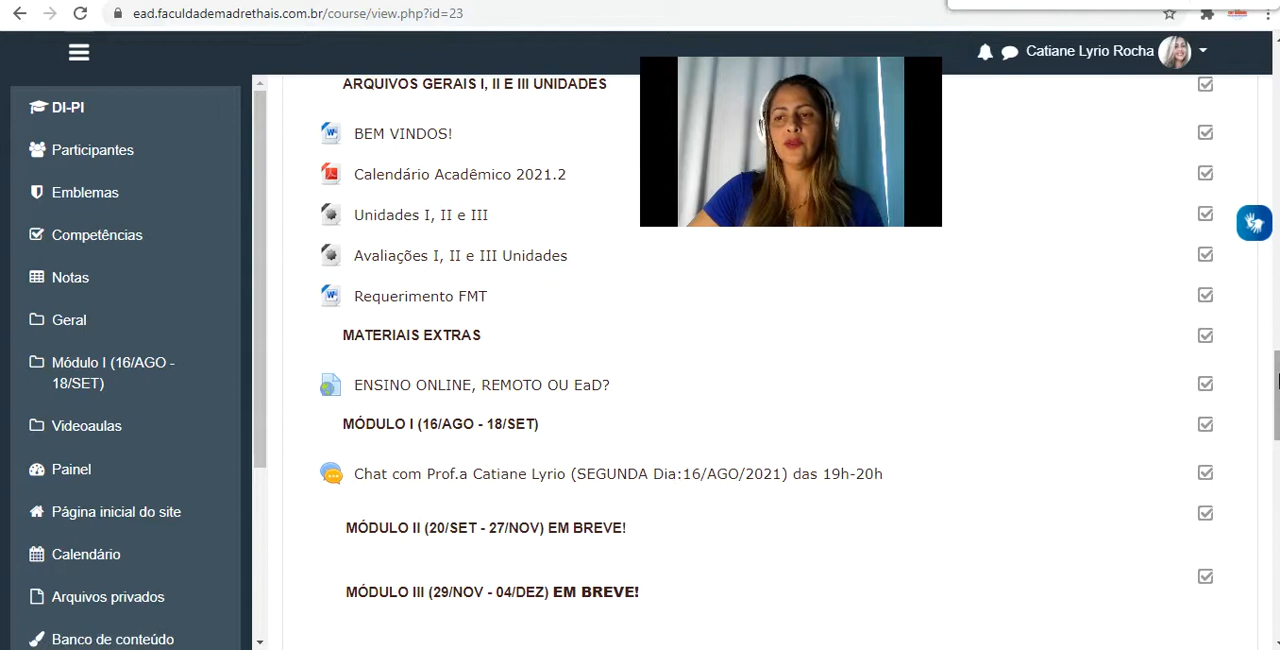 ead.faculdademadrethais.com.br/course/view.php?id=23
Catiane Lyrio Rocha
DI-PI
Participantes
Emblemas
Competências
Notas
Geral
Módulo I (16/AGO -
18/SET)
Videoaulas
Painel
Página inicial do site
Calendário
Arquivos privados
Banco de conteúdo
ARQUIVOS GERAIS I, II E III UNIDADES
BEM VINDOS!
Calendário Acadêmico 2021.2
Unidades I, II e III
Avaliações I, II e III Unidades
Requerimento FMT
MATERIAIS EXTRAS
ENSINO ONLINE, REMOTO OU EaD?
MÓDULO I (16/AGO - 18/SET)
Chat com Prof.a Catiane Lyrio (SEGUNDA Dia:16/AGO/2021) das 19h-20h
MÓDULO II (20/SET - 27/NOV) EM BREVE!
MÓDULO III (29/NOV - 04/DEZ) EM BREVE!